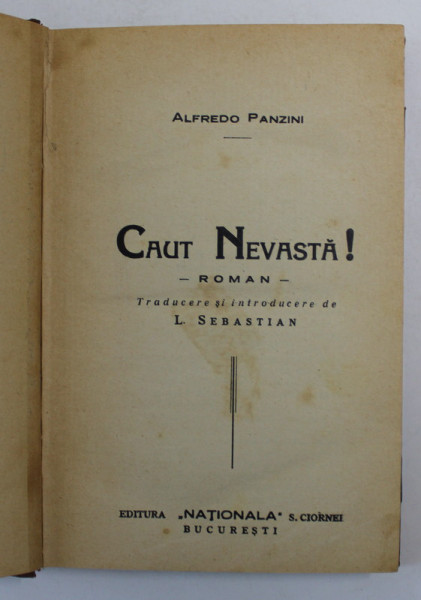 ALFREDO PANZINI
CAUT NEVASTĂ!
— ROMAN —
Traducere și introducere de
L. SEBASTIAN
EDITURA „NAȚIONALA" S. CIORNEI
BUCUREȘTI